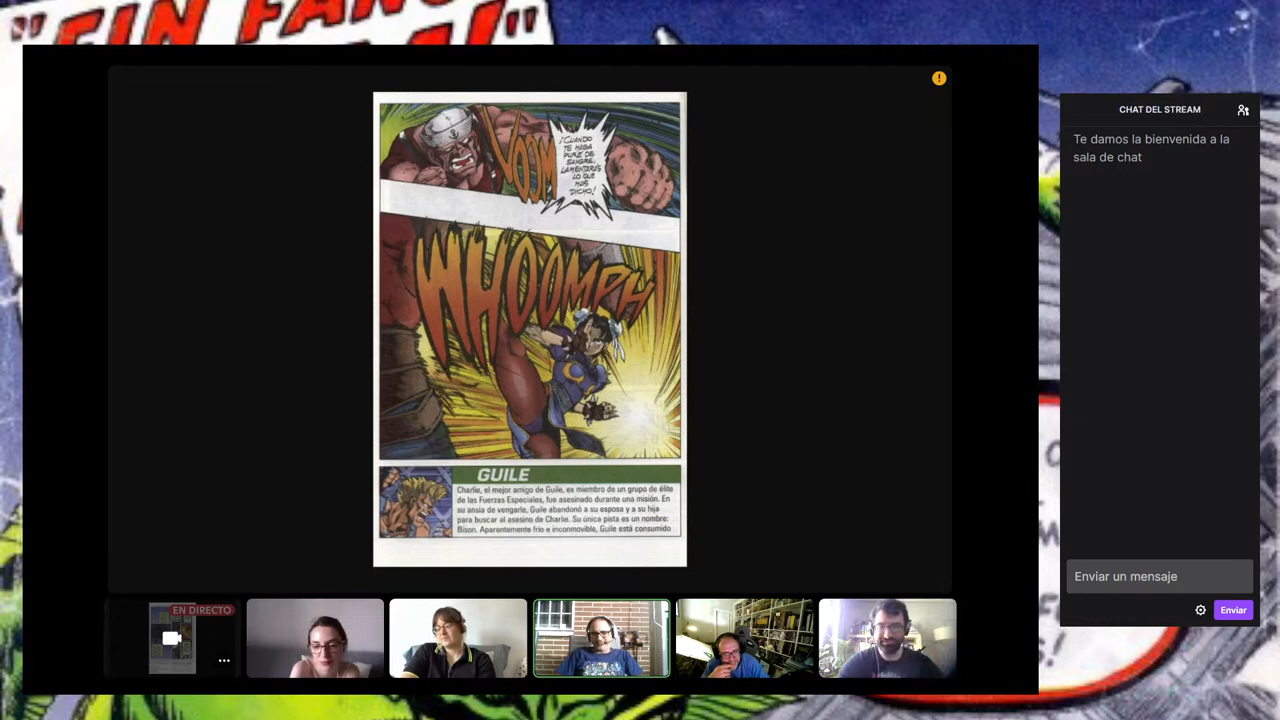 "EIN FANG
CHAT DEL STREAM
Te damos la bienvenida a la
sala de chat
VOOM
¡CUANDO
TE HAGA
PURÉ DE
SANGRE,
LAMENTARÁS
LO QUE
HAS
DICHO!
WHOOMPH
GUILE
Charlie, el mejor amigo de Guile, ex miembro de un grupo de élite
de las Fuerzas Especiales, fue asesinado durante una misión. En
su ansia de vengarle, Guile abandonó a su esposa y a su hija
para buscar al asesino de Charlie. Su única pista es un nombre:
Bison. Aparentemente frío e inconmovible, Guile está consumido
Enviar un mensaje
Enviar
EN DIRECTO